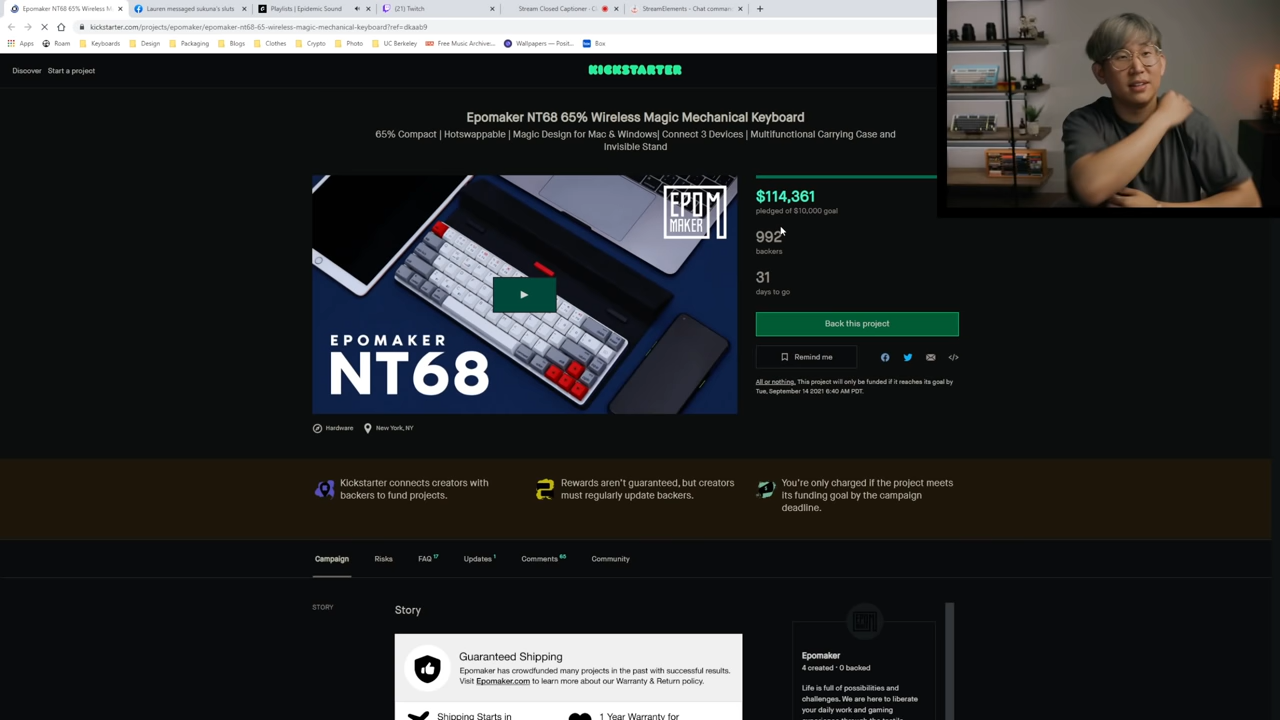 Epomaker NT68 65% Wireless M
Lauren messaged sukuna's sluts
Playlists | Epidemic Sound
(21) Twitch
Stream Closed Captioner - C
StreamElements - Chat comman
kickstarter.com/projects/epomaker/epomaker-nt68-65-wireless-magic-mechanical-keyboard?ref=dkaab9
Apps
Roam
Keyboards
Design
Packaging
Blogs
Clothes
Crypto
Photo
UC Berkeley
Free Music Archive...
Wallpapers — Posit...
Box
Discover
Start a project
KICKSTARTER
Epomaker NT68 65% Wireless Magic Mechanical Keyboard
65% Compact | Hotswappable | Magic Design for Mac & Windows| Connect 3 Devices | Multifunctional Carrying Case and
Invisible Stand
EPO
MAKER
EPOMAKER
NT68
$114,361
pledged of $10,000 goal
992
backers
31
days to go
Back this project
Remind me
All or nothing. This project will only be funded if it reaches its goal by
Tue, September 14 2021 6:40 AM PDT.
Hardware
New York, NY
Kickstarter connects creators with
backers to fund projects.
Rewards aren't guaranteed, but creators
must regularly update backers.
You're only charged if the project meets
its funding goal by the campaign
deadline.
Campaign
Risks
FAQ 17
Updates 1
Comments 65
Community
STORY
Story
Guaranteed Shipping
Epomaker has crowdfunded many projects in the past with successful results.
Visit Epomaker.com to learn more about our Warranty & Return policy.
Shipping Starts in
1 Year Warranty for
Epomaker
4 created · 0 backed
Life is full of possibilities and
challenges. We are here to liberate
your daily work and gaming
experience through the tactile